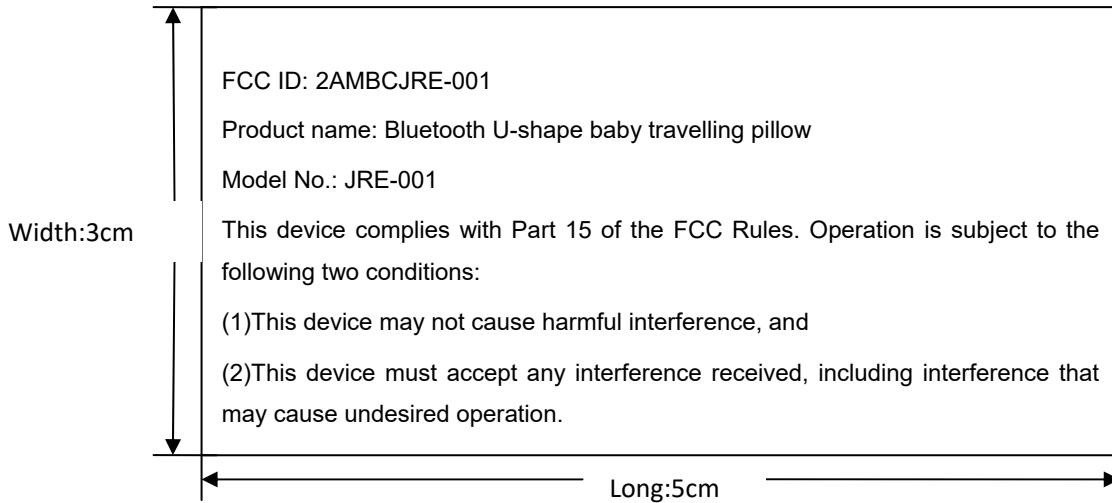 FCC ID: 2AMBCJRE-001
Product name: Bluetooth U-shape baby travelling pillow
Model No.: JRE-001
Width:3cm
This device complies with Part 15 of the FCC Rules. Operation is subject to the
following two conditions:
(1)This device may not cause harmful interference, and
(2)This device must accept any interference received, including interference that
may cause undesired operation.
Long:5cm